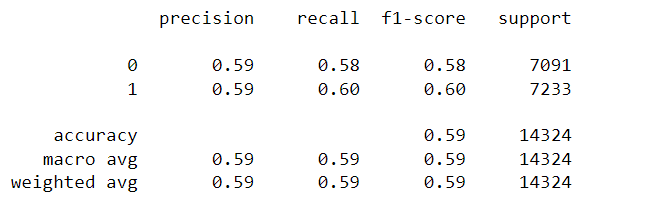 precision recall f1-score support
0 0.59 0.58 0.58 7091
1 0.59 0.60 0.60 7233
accuracy 0.59 14324
macro avg 0.59 0.59 0.59 14324
weighted avg 0.59 0.59 0.59 14324